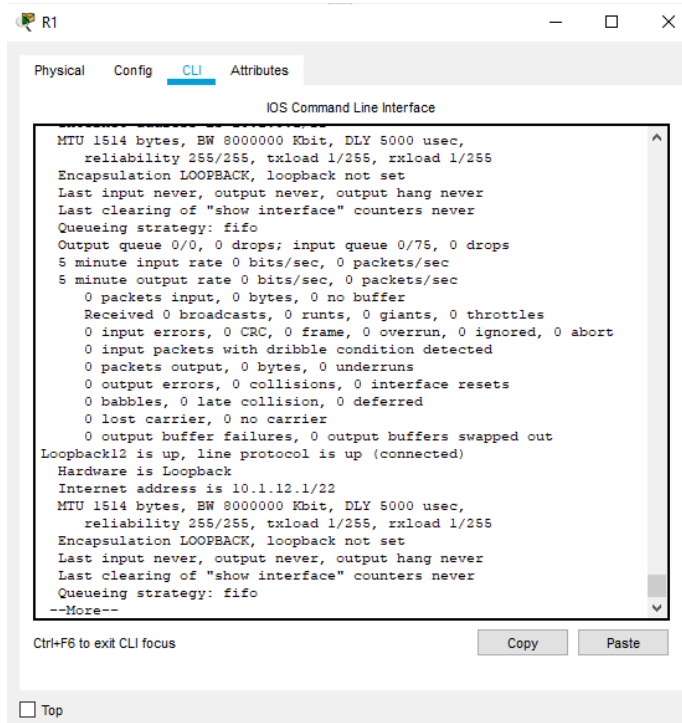 R1
Physical Config CLI Attributes
IOS Command Line Interface
MTU 1514 bytes, BW 8000000 Kbit, DLY 5000 usec,
reliability 255/255, txload 1/255, rxload 1/255
Encapsulation LOOPBACK, loopback not set
Last input never, output never, output hang never
Last clearing of "show interface" counters never
Queueing strategy: fifo
Output queue 0/0, 0 drops; input queue 0/75, 0 drops
5 minute input rate 0 bits/sec, 0 packets/sec
5 minute output rate 0 bits/sec, 0 packets/sec
0 packets input, 0 bytes, 0 no buffer
Received 0 broadcasts, 0 runts, 0 giants, 0 throttles
0 input errors, 0 CRC, 0 frame, 0 overrun, 0 ignored, 0 abort
0 input packets with dribble condition detected
0 packets output, 0 bytes, 0 underruns
0 output errors, 0 collisions, 0 interface resets
0 babbles, 0 late collision, 0 deferred
0 lost carrier, 0 no carrier
0 output buffer failures, 0 output buffers swapped out
Loopback12 is up, line protocol is up (connected)
Hardware is Loopback
Internet address is 10.1.12.1/22
MTU 1514 bytes, BW 8000000 Kbit, DLY 5000 usec,
reliability 255/255, txload 1/255, rxload 1/255
Encapsulation LOOPBACK, loopback not set
Last input never, output never, output hang never
Last clearing of "show interface" counters never
Queueing strategy: fifo
--More--
Ctrl+F6 to exit CLI focus
Copy Paste
Top